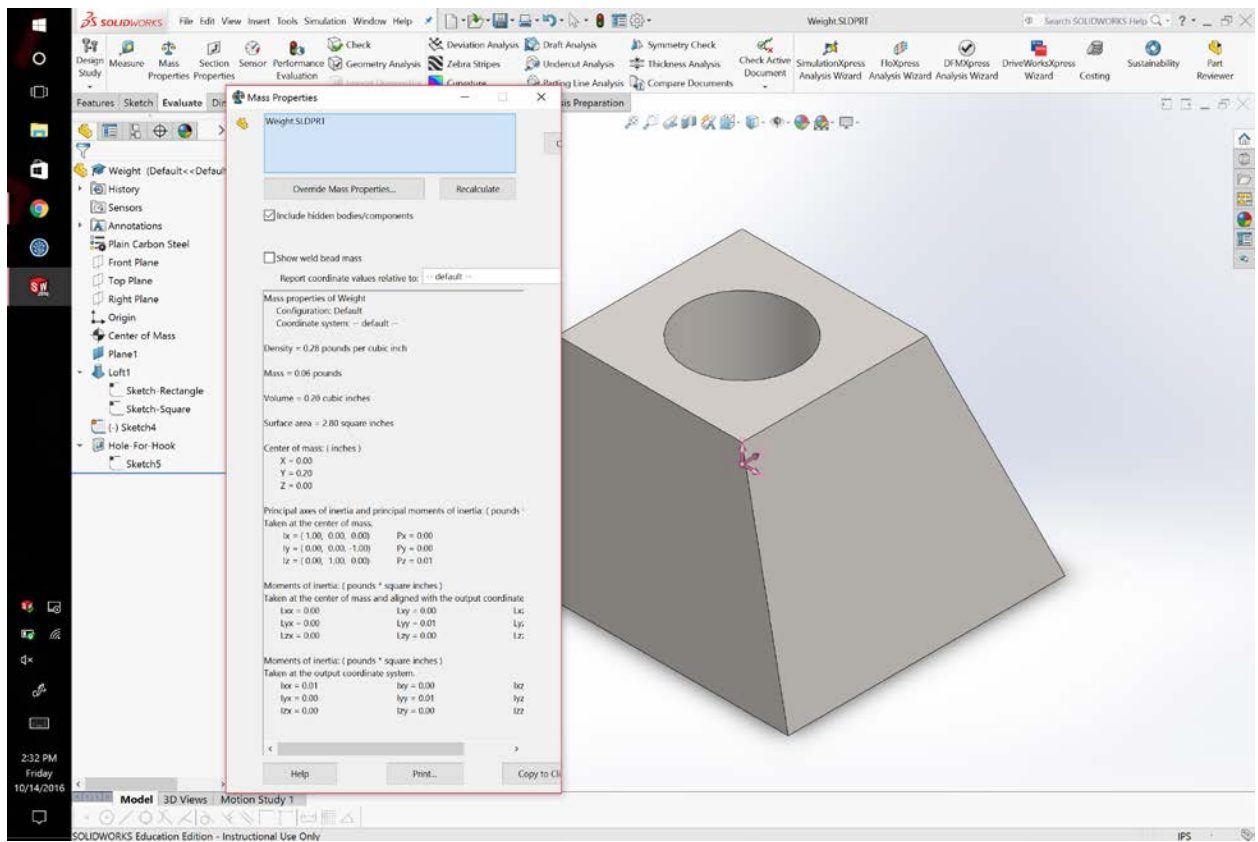 SOLIDWORKS File Edit View Insert Tools Simulation Window Help
Weight.SLDPRT
Search SOLIDWORKS Help
Design Study
Measure
Mass Properties
Section Properties
Sensor
Performance Evaluation
Check
Geometry Analysis
Curvature
Deviation Analysis
Zebra Stripes
Draft Analysis
Undercut Analysis
Parting Line Analysis
Symmetry Check
Thickness Analysis
Compare Documents
Check Active Document
SimulationXpress Analysis Wizard
FloXpress Analysis Wizard
DFMXpress Analysis Wizard
DriveWorksXpress Wizard
Costing
Sustainability
Part Reviewer
Features Sketch Evaluate
sis Preparation
Weight (Default<<Defaul
History
Sensors
Annotations
Plain Carbon Steel
Front Plane
Top Plane
Right Plane
Origin
Center of Mass
Plane1
Loft1
Sketch-Rectangle
Sketch-Square
(-) Sketch4
Hole-For-Hook
Sketch5
Mass Properties
Weight.SLDPRT
Override Mass Properties... Recalculate
Include hidden bodies/components
Show weld bead mass
Report coordinate values relative to: -- default --
Mass properties of Weight
Configuration: Default
Coordinate system: -- default --
Density = 0.28 pounds per cubic inch
Mass = 0.06 pounds
Volume = 0.20 cubic inches
Surface area = 2.80 square inches
Center of mass: ( inches )
X = 0.00
Y = 0.20
Z = 0.00
Principal axes of inertia and principal moments of inertia: ( pounds
Taken at the center of mass.
Ix = ( 1.00, 0.00, 0.00) Px = 0.00
Iy = ( 0.00, 0.00, -1.00) Py = 0.00
Iz = ( 0.00, 1.00, 0.00) Pz = 0.01
Moments of inertia: ( pounds * square inches )
Taken at the center of mass and aligned with the output coordinate
Lxx = 0.00 Lxy = 0.00
Lyx = 0.00 Lyy = 0.01
Lzx = 0.00 Lzy = 0.00
Moments of inertia: ( pounds * square inches )
Taken at the output coordinate system.
Ixx = 0.01 Ixy = 0.00 Ixz
Iyx = 0.00 Iyy = 0.01 Iyz
Izx = 0.00 Izy = 0.00 Izz
Help Print... Copy to Cli
Model 3D Views Motion Study 1
SOLIDWORKS Education Edition - Instructional Use Only
IPS
2:32 PM
Friday
10/14/2016